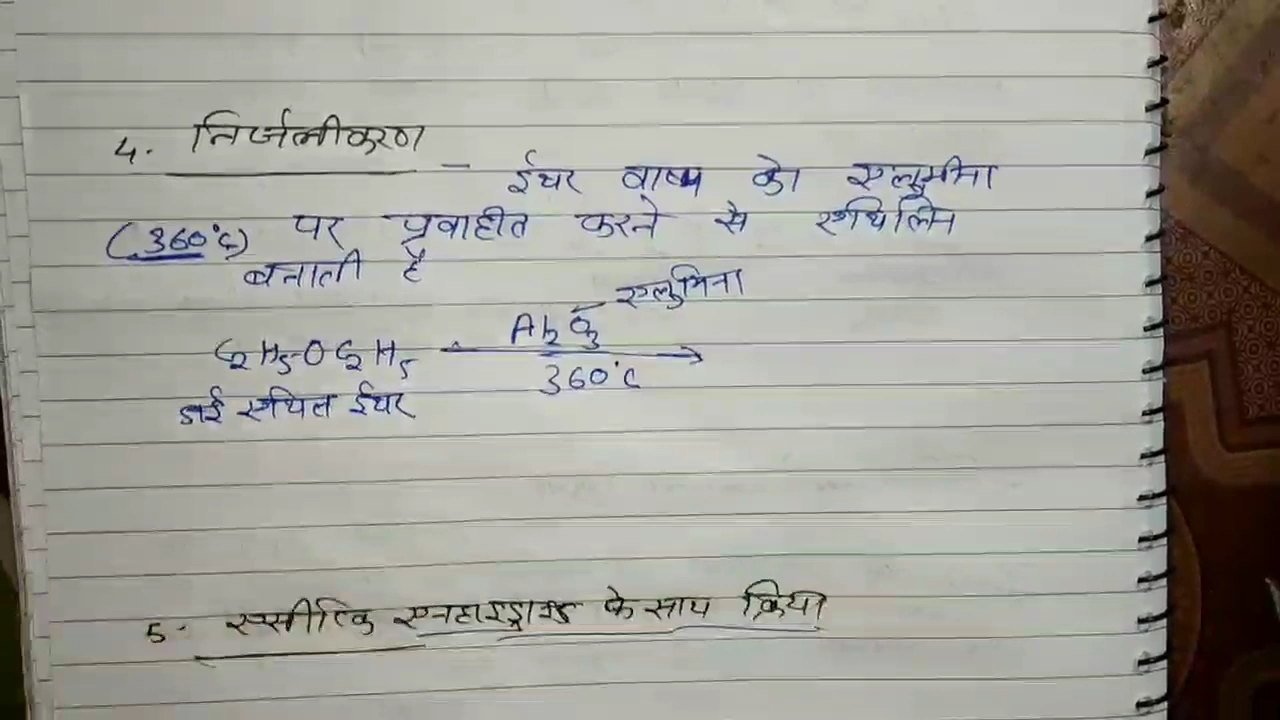 4. निर्जलीकरण - ईथर वाष्प को एलुमीना
(360°C) पर प्रवाहीत करने से एथिलिन
बनाती है
एलुमिना
C2H5-OC2H5 Al2O3 360°C →
डाई एथिल ईथर
5. एसीटिक एनहाइड्राइड के साथ क्रिया